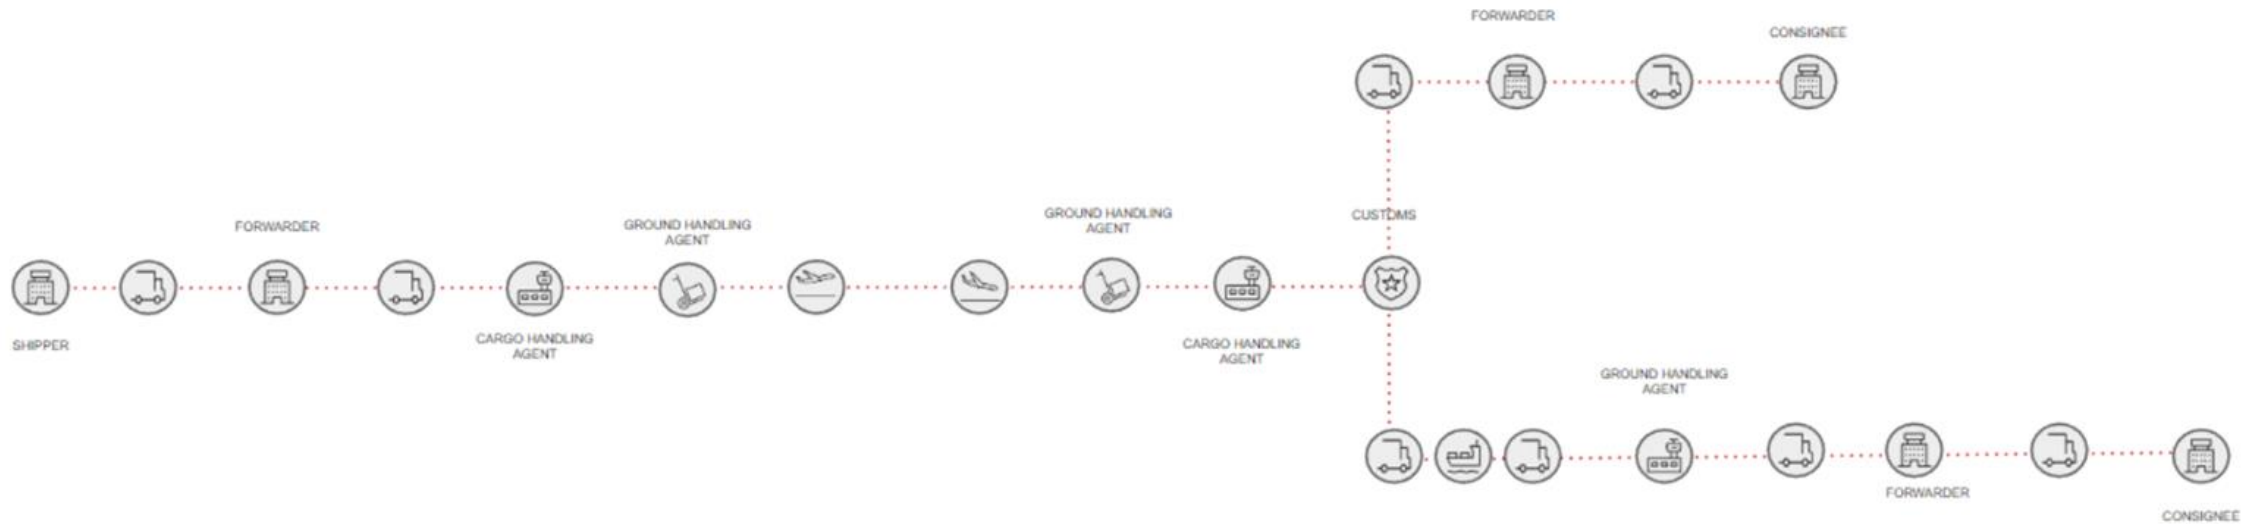 FORWARDER
CONSIGNEE
FORWARDER
GROUND HANDLING
AGENT
GROUND HANDLING
AGENT
CUSTOMS
SHIPPER
CARGO HANDLING
AGENT
CARGO HANDLING
AGENT
GROUND HANDLING
AGENT
FORWARDER
CONSIGNEE